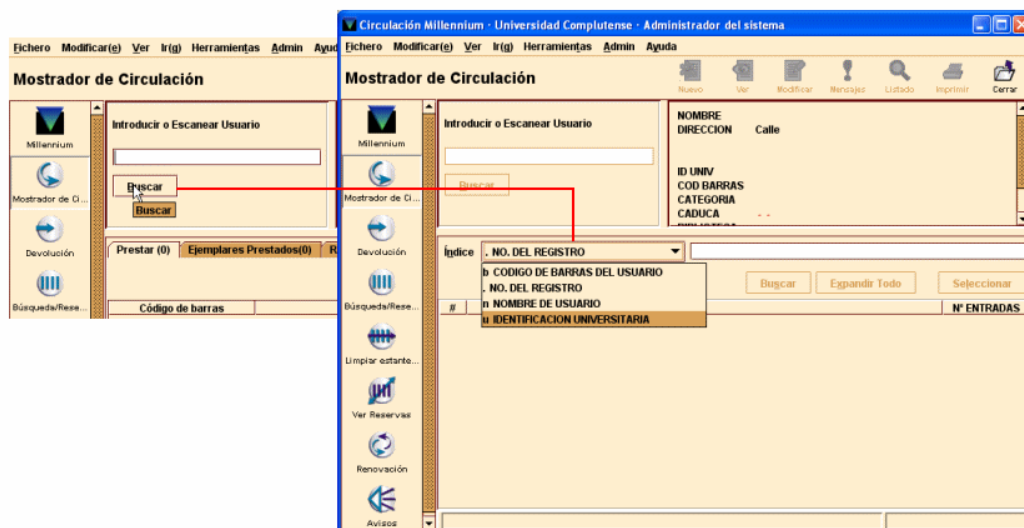 Fichero Modificar(e) Ver Ir(g) Herramientas Admin Ayud
Mostrador de Circulación
Millennium
Mostrador de Ci...
Devolución
Búsqueda/Rese...
Introducir o Escanear Usuario
Buscar
Buscar
Prestar (0) Ejemplares Prestados(0) R
Código de barras
Circulación Millennium · Universidad Complutense · Administrador del sistema
Fichero Modificar(e) Ver Ir(g) Herramientas Admin Ayuda
Mostrador de Circulación
Nuevo Ver Modificar Mensajes Listado Imprimir Cerrar
Millennium
Mostrador de Ci...
Devolución
Búsqueda/Rese...
Limpiar estante...
Ver Reservas
Renovación
Avisos
Introducir o Escanear Usuario
Buscar
NOMBRE
DIRECCION Calle
ID UNIV
COD BARRAS
CATEGORIA
CADUCA - -
Índice . NO. DEL REGISTRO
b CODIGO DE BARRAS DEL USUARIO
. NO. DEL REGISTRO
n NOMBRE DE USUARIO
u IDENTIFICACION UNIVERSITARIA
Buscar Expandir Todo Seleccionar
# Nº ENTRADAS